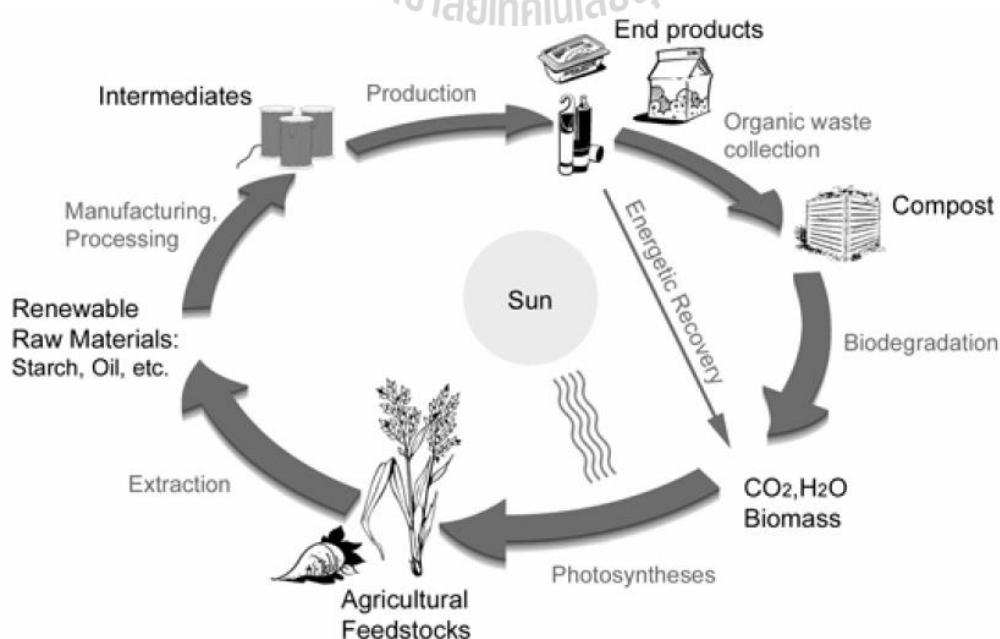 End products
Intermediates
Production
Organic waste
collection
Compost
Manufacturing,
Processing
Energetic Recovery
Sun
Renewable
Raw Materials:
Starch, Oil, etc.
Biodegradation
Extraction
CO2,H2O
Biomass
Photosyntheses
Agricultural
Feedstocks